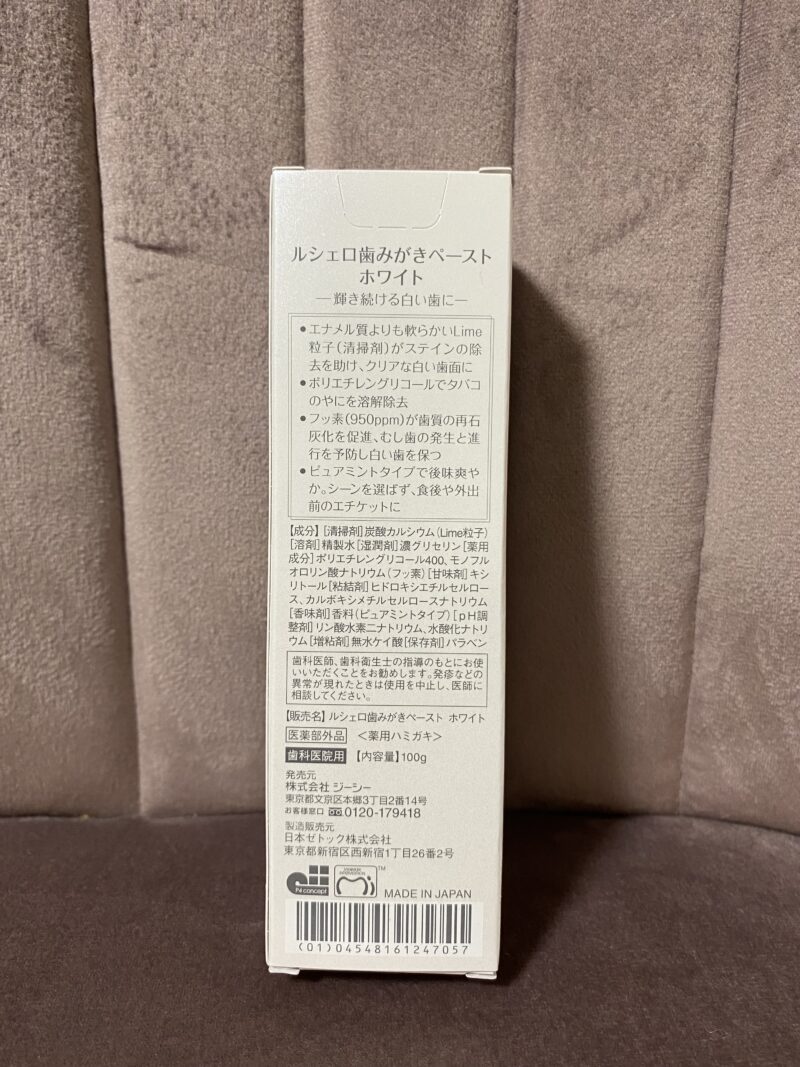 ルシェロ歯みがきペースト
ホワイト
―輝き続ける白い歯に―
●エナメル質よりも軟らかいLime
粒子(清掃剤)がステインの除
去を助け、クリアな白い歯面に
●ポリエチレングリコールでタバコ
のやにを溶解除去
●フッ素(950ppm)が歯質の再石
灰化を促進、むし歯の発生と進
行を予防し白い歯を保つ
●ピュアミントタイプで後味爽や
か。シーンを選ばず、食後や外出
前のエチケットに
【成分】[清掃剤]炭酸カルシウム(Lime粒子)
[溶剤]精製水[湿潤剤]濃グリセリン[薬用
成分]ポリエチレングリコール400、モノフル
オロリン酸ナトリウム(フッ素)[甘味剤]キシ
リトール[粘結剤]ヒドロキシエチルセルロー
ス、カルボキシメチルセルロースナトリウム
[香味剤]香料(ピュアミントタイプ)[pH調
整剤]リン酸水素二ナトリウム、水酸化ナトリ
ウム[増粘剤]無水ケイ酸[保存剤]パラベン
歯科医師、歯科衛生士の指導のもとにお使
いいただくことをお勧めします。発疹などの
異常が現れたときは使用を中止し、医師に
相談してください。
【販売名】ルシェロ歯みがきペースト ホワイト
医薬部外品 <薬用ハミガキ>
歯科医院用 【内容量】100g
発売元
株式会社 ジーシー
東京都文京区本郷3丁目2番14号
お客様窓口 0120-179418
製造販売元
日本ゼトック株式会社
東京都新宿区西新宿1丁目26番2号
MADE IN JAPAN
(01)04548161247057